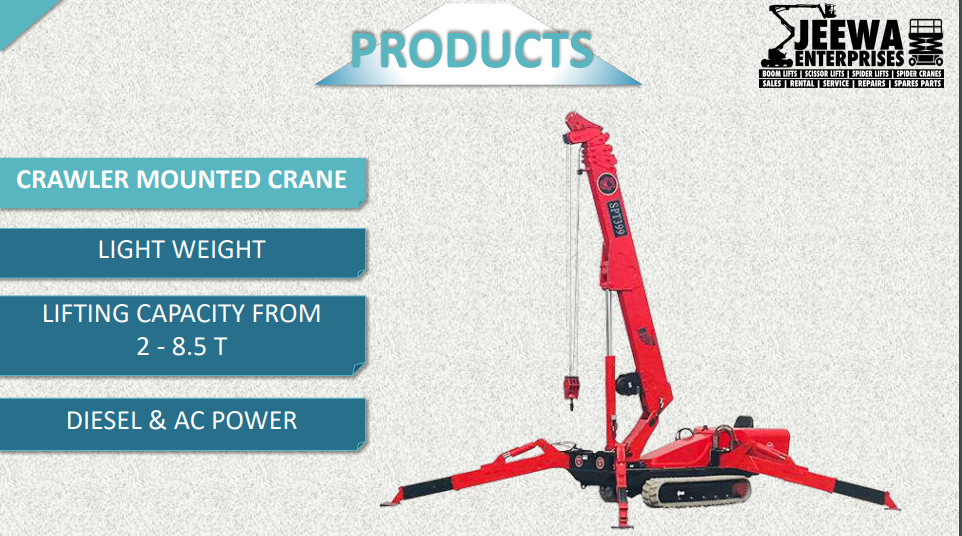 PRODUCTS
JEEWA
ENTERPRISES
BOOM LIFTS | SCISSOR LIFTS | SPIDER LIFTS | SPIDER CRANES
SALES | RENTAL | SERVICE | REPAIRS | SPARES PARTS
CRAWLER MOUNTED CRANE
LIGHT WEIGHT
LIFTING CAPACITY FROM
2 - 8.5 T
DIESEL & AC POWER
SPT399